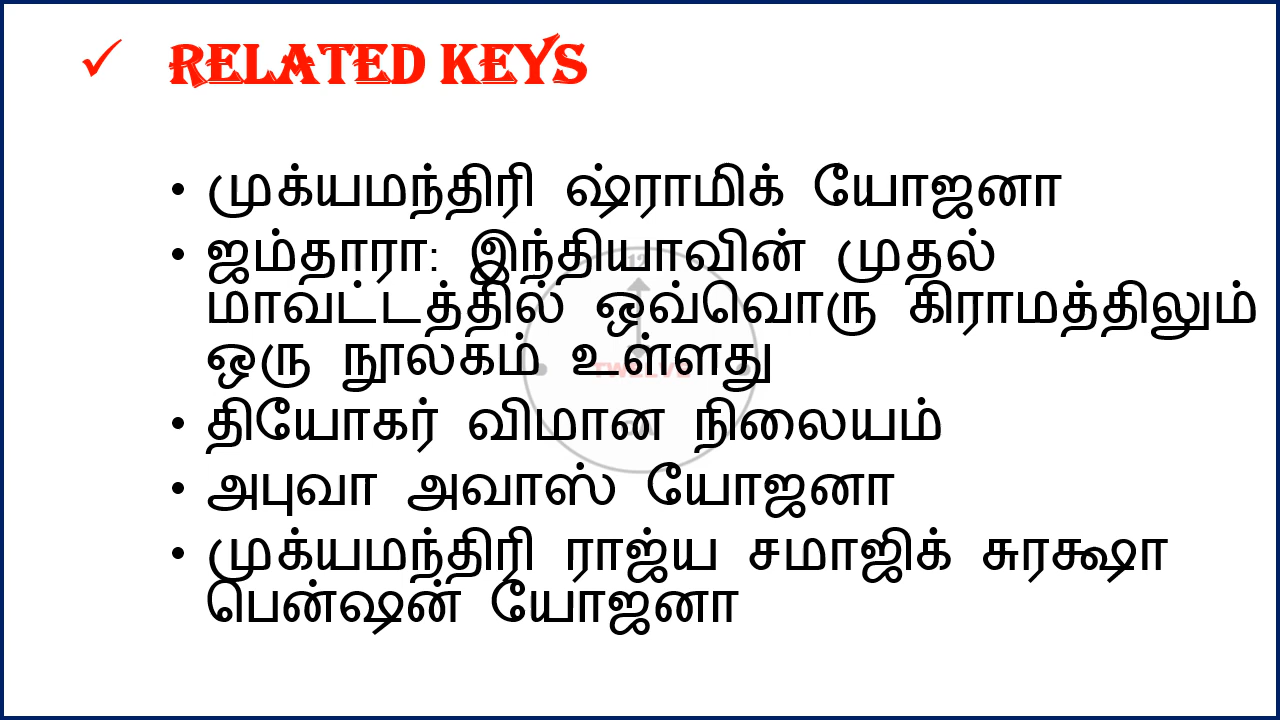 ✓ RELATED KEYS
• முக்யமந்திரி ஷ்ராமிக் யோஜனா
• ஜம்தாரா: இந்தியாவின் முதல்
மாவட்டத்தில் ஒவ்வொரு கிராமத்திலும்
ஒரு நூலகம் உள்ளது
• தியோகர் விமான நிலையம்
• அபுவா அவாஸ் யோஜனா
• முக்யமந்திரி ராஜ்ய சமாஜிக் சுரக்ஷா
பென்ஷன் யோஜனா